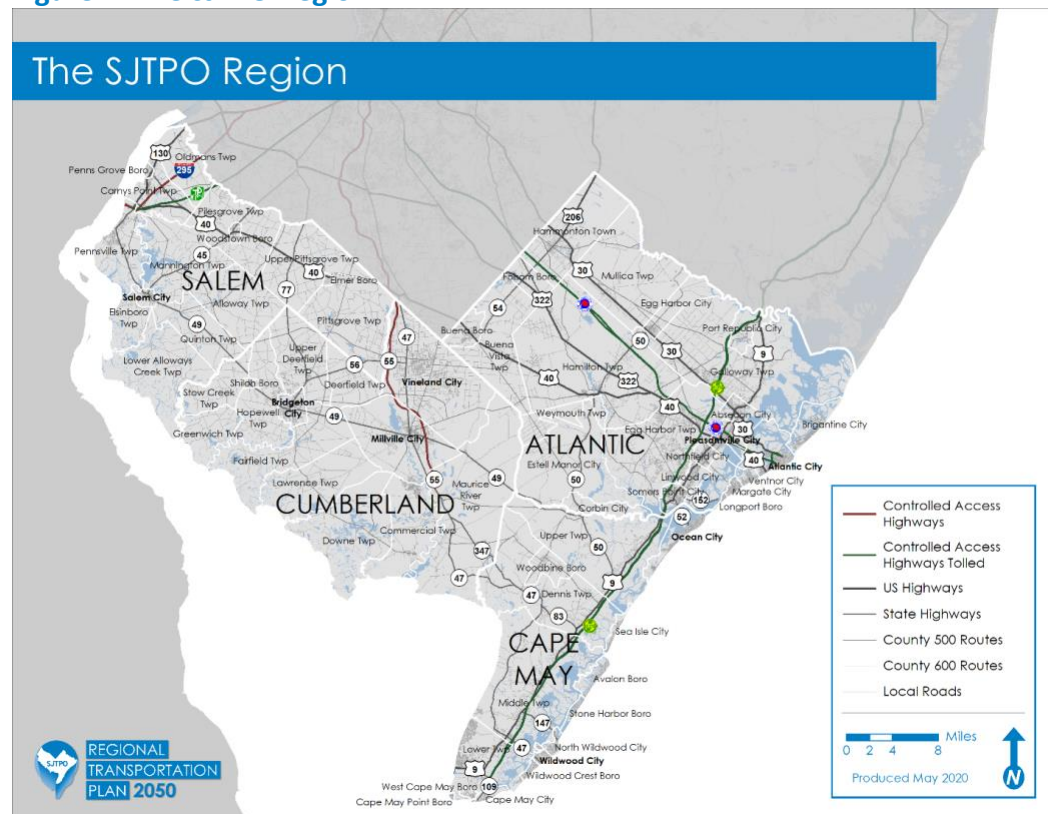 The SJTPO Region
130
Oldmans Twp
Penns Grove Boro
295
Carnys Point Twp
Pilesgrove Twp
40
Woodstown Boro
Pennsville Twp
45
Mannington Twp
Upper Pittsgrove Twp
40
SALEM
Elmer Boro
77
Salem City
Alloway Twp
Elsinboro
Twp
49
Quinton Twp
Pittsgrove Twp
47
Upper
Deerfield
Twp
Lower Alloways
Creek Twp
56
55
Shiloh Boro
Deerfield Twp
Vineland City
Stow Creek
Twp
Bridgeton
City
Hopewell
Twp
49
Greenwich Twp
Millville City
Fairfield Twp
Lawrence Twp
55
Maurice
River
Twp
49
CUMBERLAND
Commercial Twp
Downe Twp
347
47
206
Hammonton Town
30
Mullica Twp
Folsom Boro
322
54
Egg Harbor City
Port Republic City
Buena Boro
50
9
Buena
Vista
Twp
30
Hamilton Twp
Galloway Twp
40
322
40
Weymouth Twp
Absecon City
Brigantine City
Egg Harbor Twp
30
Pleasantville City
ATLANTIC
Northfield City
40
Atlantic City
Estell Manor City
Linwood City
Ventnor City
50
Somers Point City
Margate City
152
Longport Boro
Corbin City
52
Ocean City
Upper Twp
50
Woodbine Boro
9
47
Dennis Twp
83
Sea Isle City
CAPE
MAY
Avalon Boro
Middle Twp
Stone Harbor Boro
147
Lower Twp
47
North Wildwood City
Wildwood City
9
Wildwood Crest Boro
West Cape May Boro
109
Cape May Point Boro
Cape May City
Controlled Access
Highways
Controlled Access
Highways Tolled
US Highways
State Highways
County 500 Routes
County 600 Routes
Local Roads
Miles
0 2 4 8
Produced May 2020
N
SJTPO
REGIONAL
TRANSPORTATION
PLAN 2050